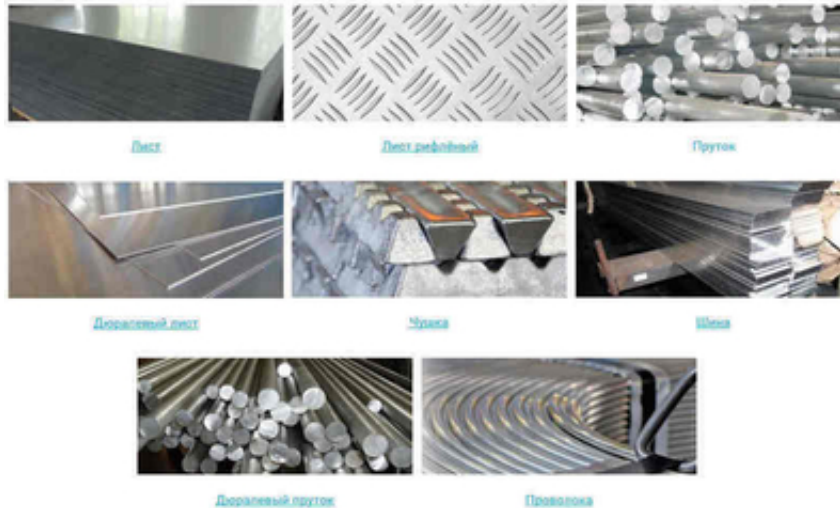 Лист
Лист рифлёный
Пруток
Дюралевый лист
Чушка
Шина
Дюралевый пруток
Проволока